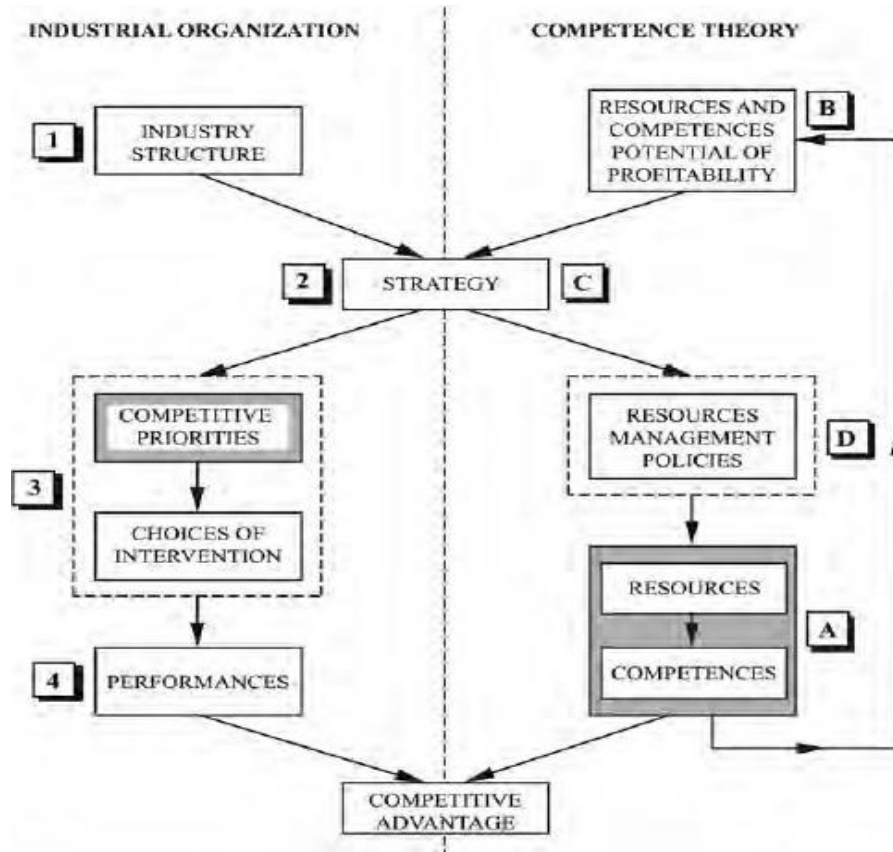 INDUSTRIAL ORGANIZATION
COMPETENCE THEORY
1
INDUSTRY
STRUCTURE
RESOURCES AND
COMPETENCES
POTENTIAL OF
PROFITABILITY
B
2
STRATEGY
C
COMPETITIVE
PRIORITIES
3
CHOICES OF
INTERVENTION
RESOURCES
MANAGEMENT
POLICIES
D
RESOURCES
COMPETENCES
A
4
PERFORMANCES
COMPETITIVE
ADVANTAGE